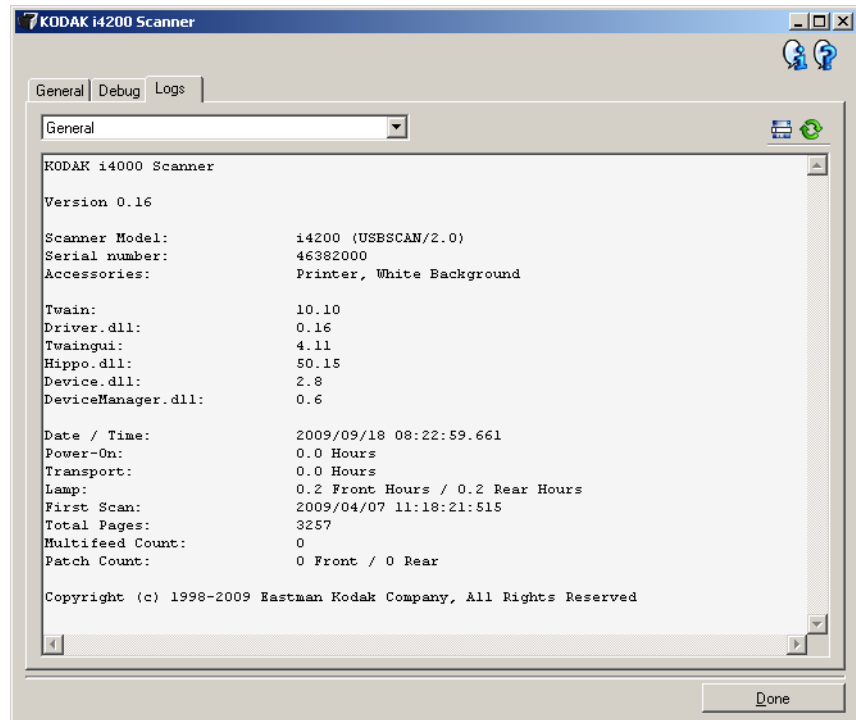 KODAK i4200 Scanner
General Debug Logs
General
KODAK i4000 Scanner
Version 0.16
Scanner Model: i4200 (USBSCAN/2.0)
Serial number: 46382000
Accessories: Printer, White Background
Twain: 10.10
Driver.dll: 0.16
Twaingui: 4.11
Hippo.dll: 50.15
Device.dll: 2.8
DeviceManager.dll: 0.6
Date / Time: 2009/09/18 08:22:59.661
Power-On: 0.0 Hours
Transport: 0.0 Hours
Lamp: 0.2 Front Hours / 0.2 Rear Hours
First Scan: 2009/04/07 11:18:21:515
Total Pages: 3257
Multifeed Count: 0
Patch Count: 0 Front / 0 Rear
Copyright (c) 1998-2009 Eastman Kodak Company, All Rights Reserved
Done